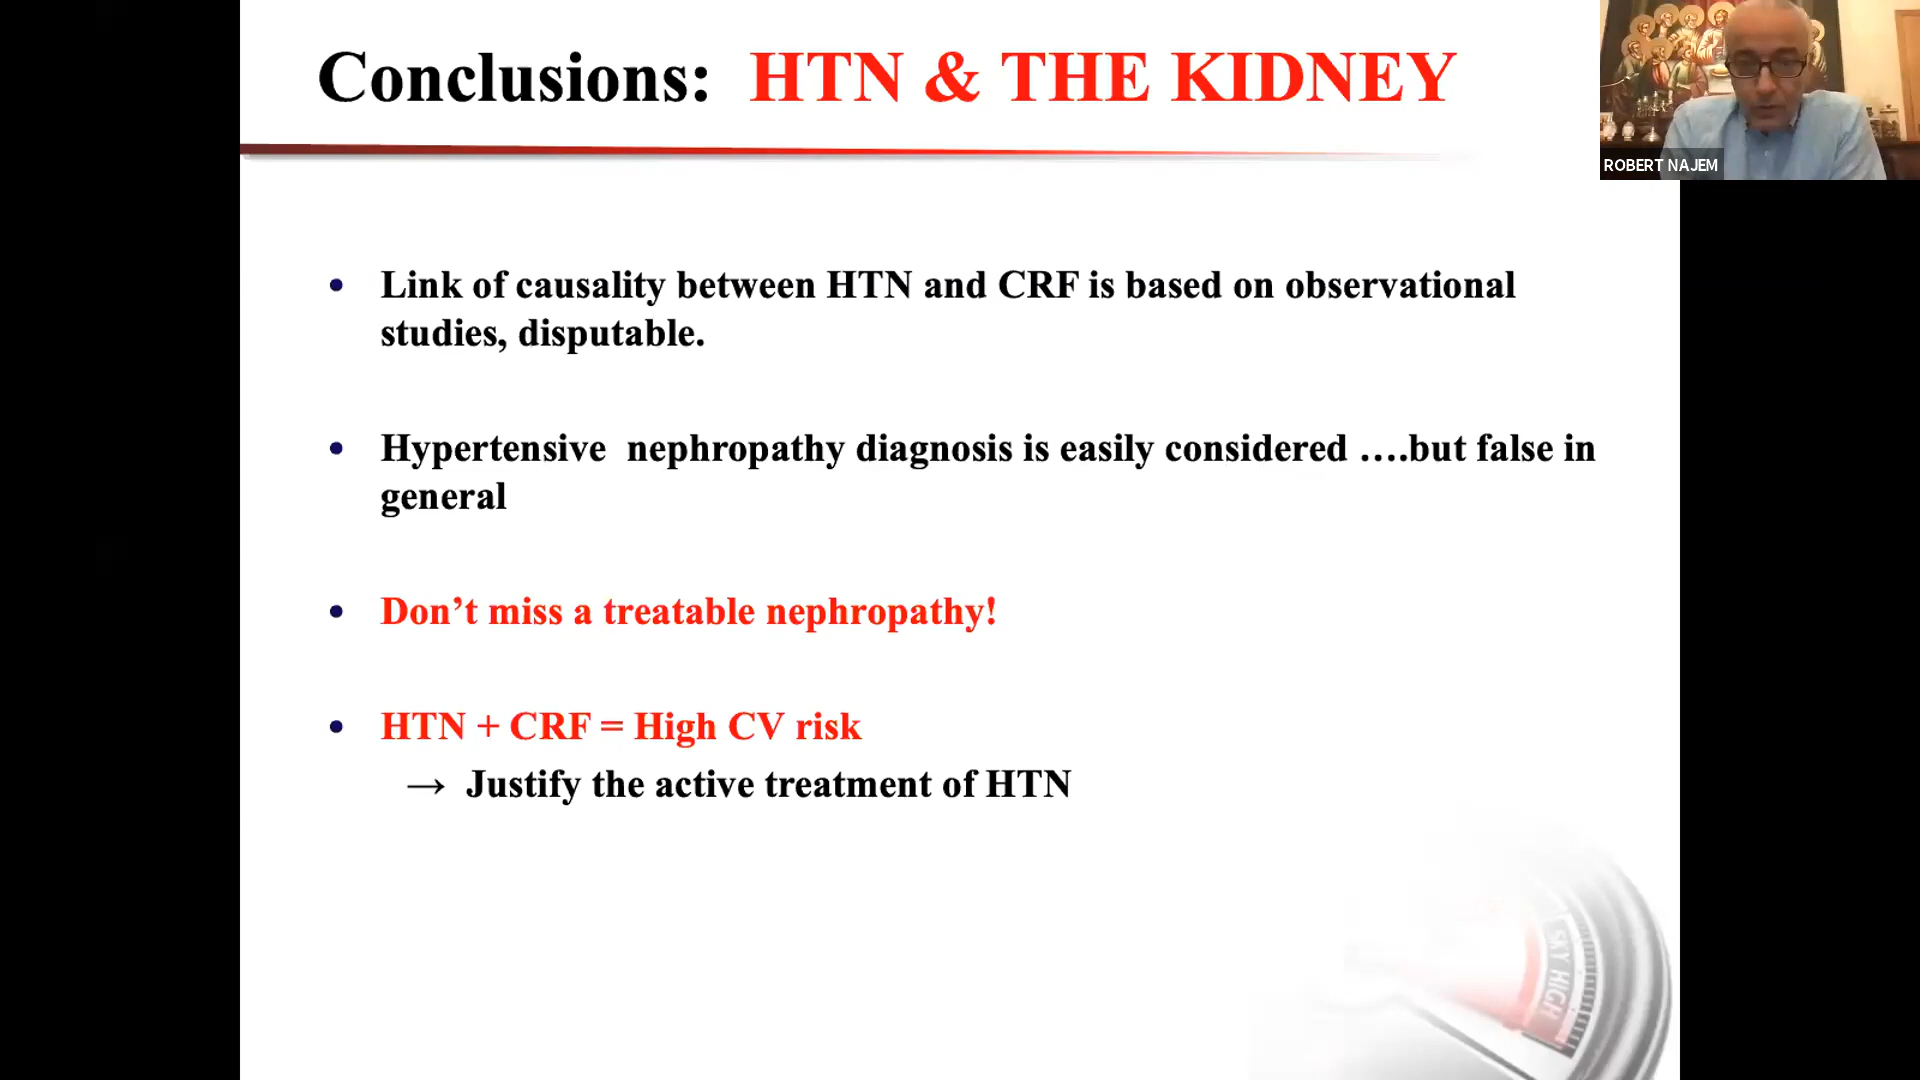 Conclusions: HTN & THE KIDNEY
ROBERT NAJEM
• Link of causality between HTN and CRF is based on observational
studies, disputable.
• Hypertensive nephropathy diagnosis is easily considered ….but false in
general
• Don’t miss a treatable nephropathy!
• HTN + CRF = High CV risk
→ Justify the active treatment of HTN
SKY HIGH